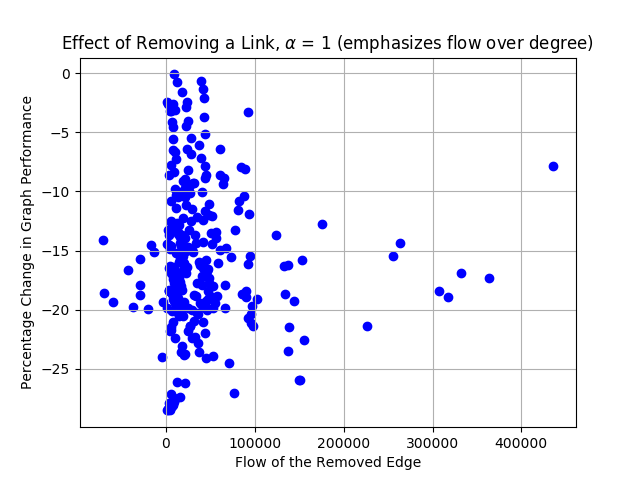 Effect of Removing a Link, α = 1 (emphasizes flow over degree)
Percentage Change in Graph Performance
0
−5
−10
−15
−20
−25
0 100000 200000 300000 400000
Flow of the Removed Edge